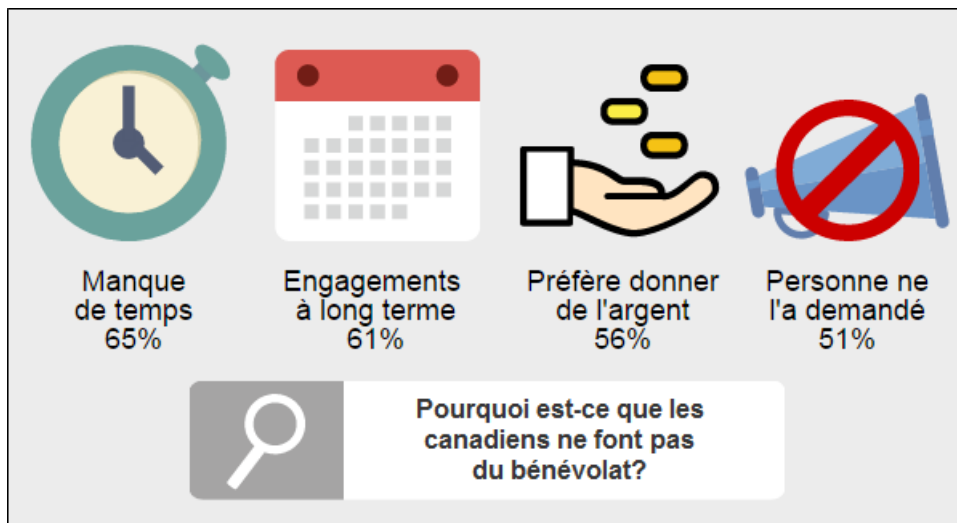 Manque
de temps
65%
Engagements
à long terme
61%
Préfère donner
de l'argent
56%
Personne ne
l'a demandé
51%
Pourquoi est-ce que les
canadiens ne font pas
du bénévolat?